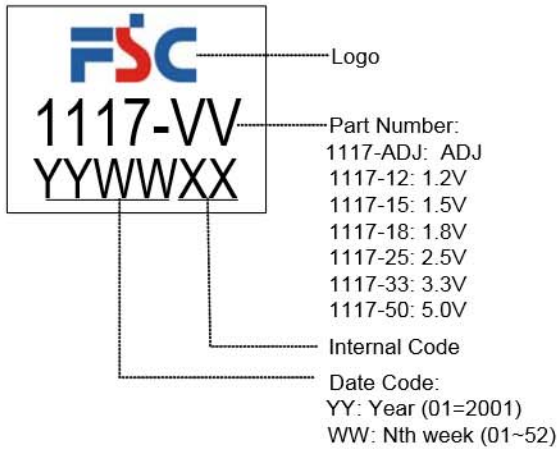 FSC
Logo
1117-VV
Part Number:
1117-ADJ: ADJ
1117-12: 1.2V
1117-15: 1.5V
1117-18: 1.8V
1117-25: 2.5V
1117-33: 3.3V
1117-50: 5.0V
YYWWXX
Internal Code
Date Code:
YY: Year (01=2001)
WW: Nth week (01~52)